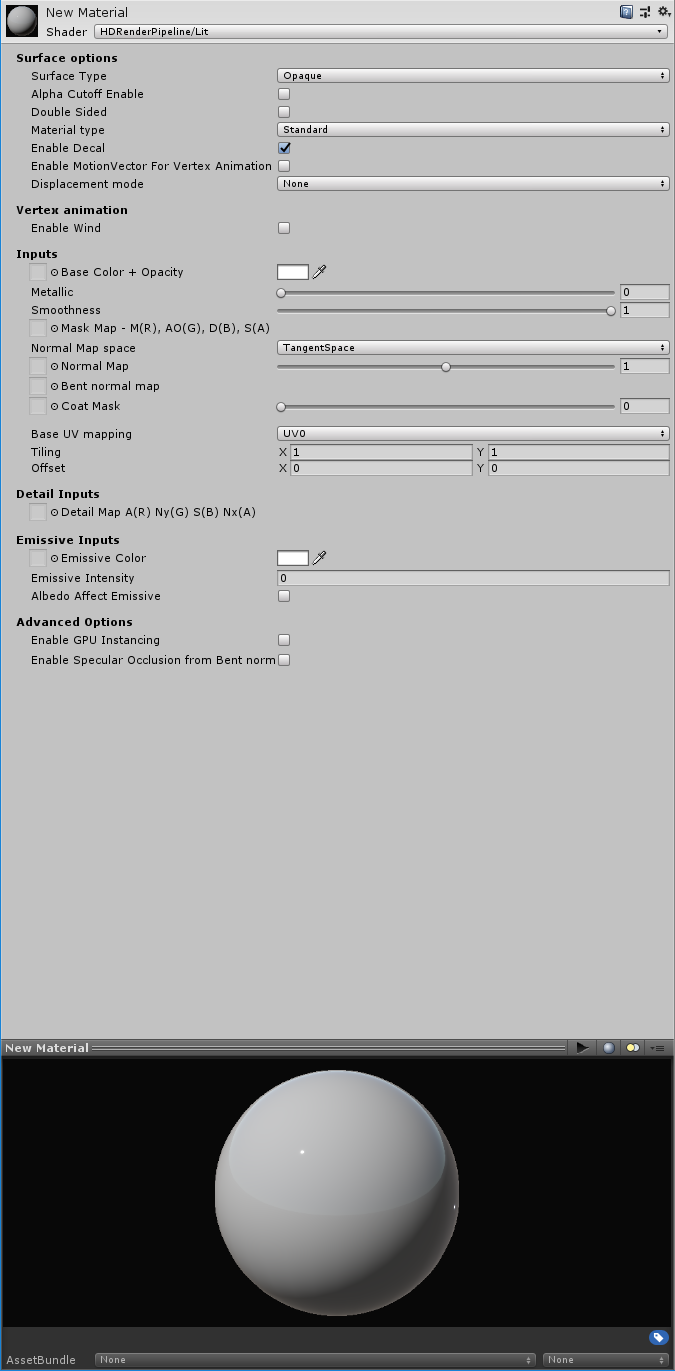 New Material
Shader HDRenderPipeline/Lit
Surface options
Surface Type Opaque
Alpha Cutoff Enable
Double Sided
Material type Standard
Enable Decal
Enable MotionVector For Vertex Animation
Displacement mode None
Vertex animation
Enable Wind
Inputs
Base Color + Opacity
Metallic 0
Smoothness 1
Mask Map - M(R), AO(G), D(B), S(A)
Normal Map space TangentSpace
Normal Map 1
Bent normal map
Coat Mask 0
Base UV mapping UV0
Tiling X 1 Y 1
Offset X 0 Y 0
Detail Inputs
Detail Map A(R) Ny(G) S(B) Nx(A)
Emissive Inputs
Emissive Color
Emissive Intensity 0
Albedo Affect Emissive
Advanced Options
Enable GPU Instancing
Enable Specular Occlusion from Bent norm
New Material
AssetBundle None None